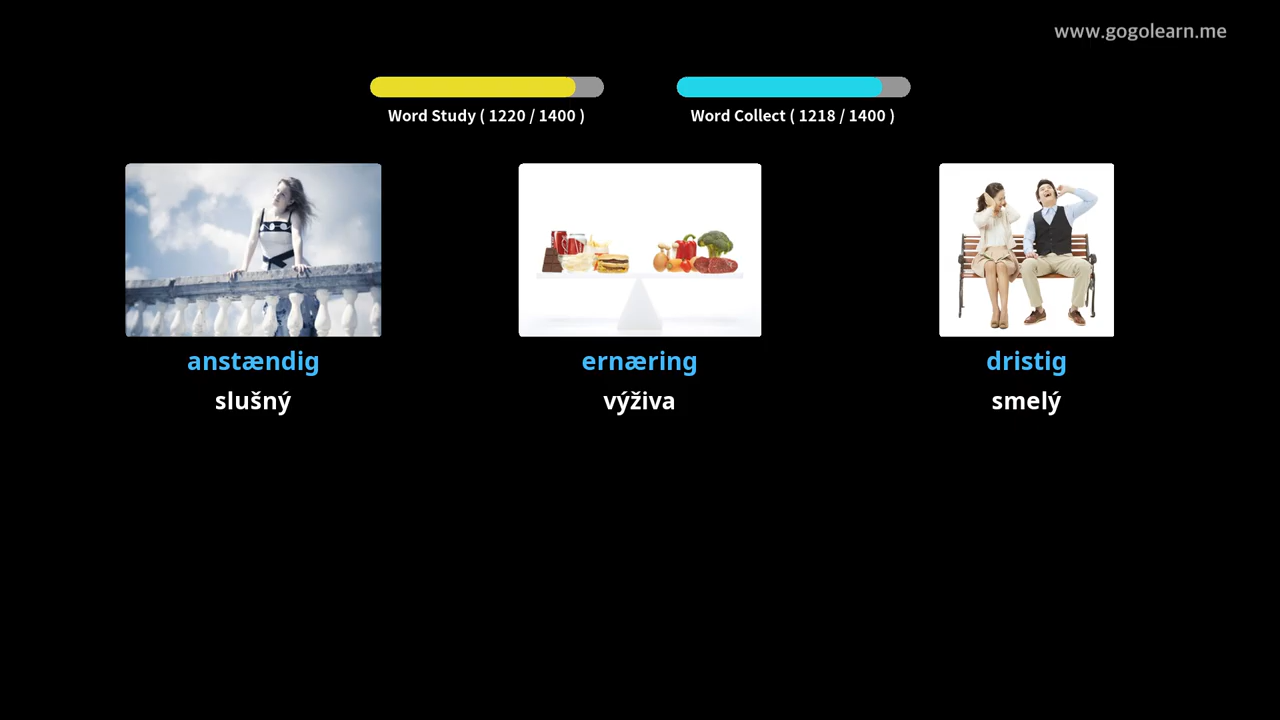 www.gogolearn.me
Word Study ( 1220 / 1400 )
Word Collect ( 1218 / 1400 )
anstændig
ernæring
dristig
slušný
výživa
smelý